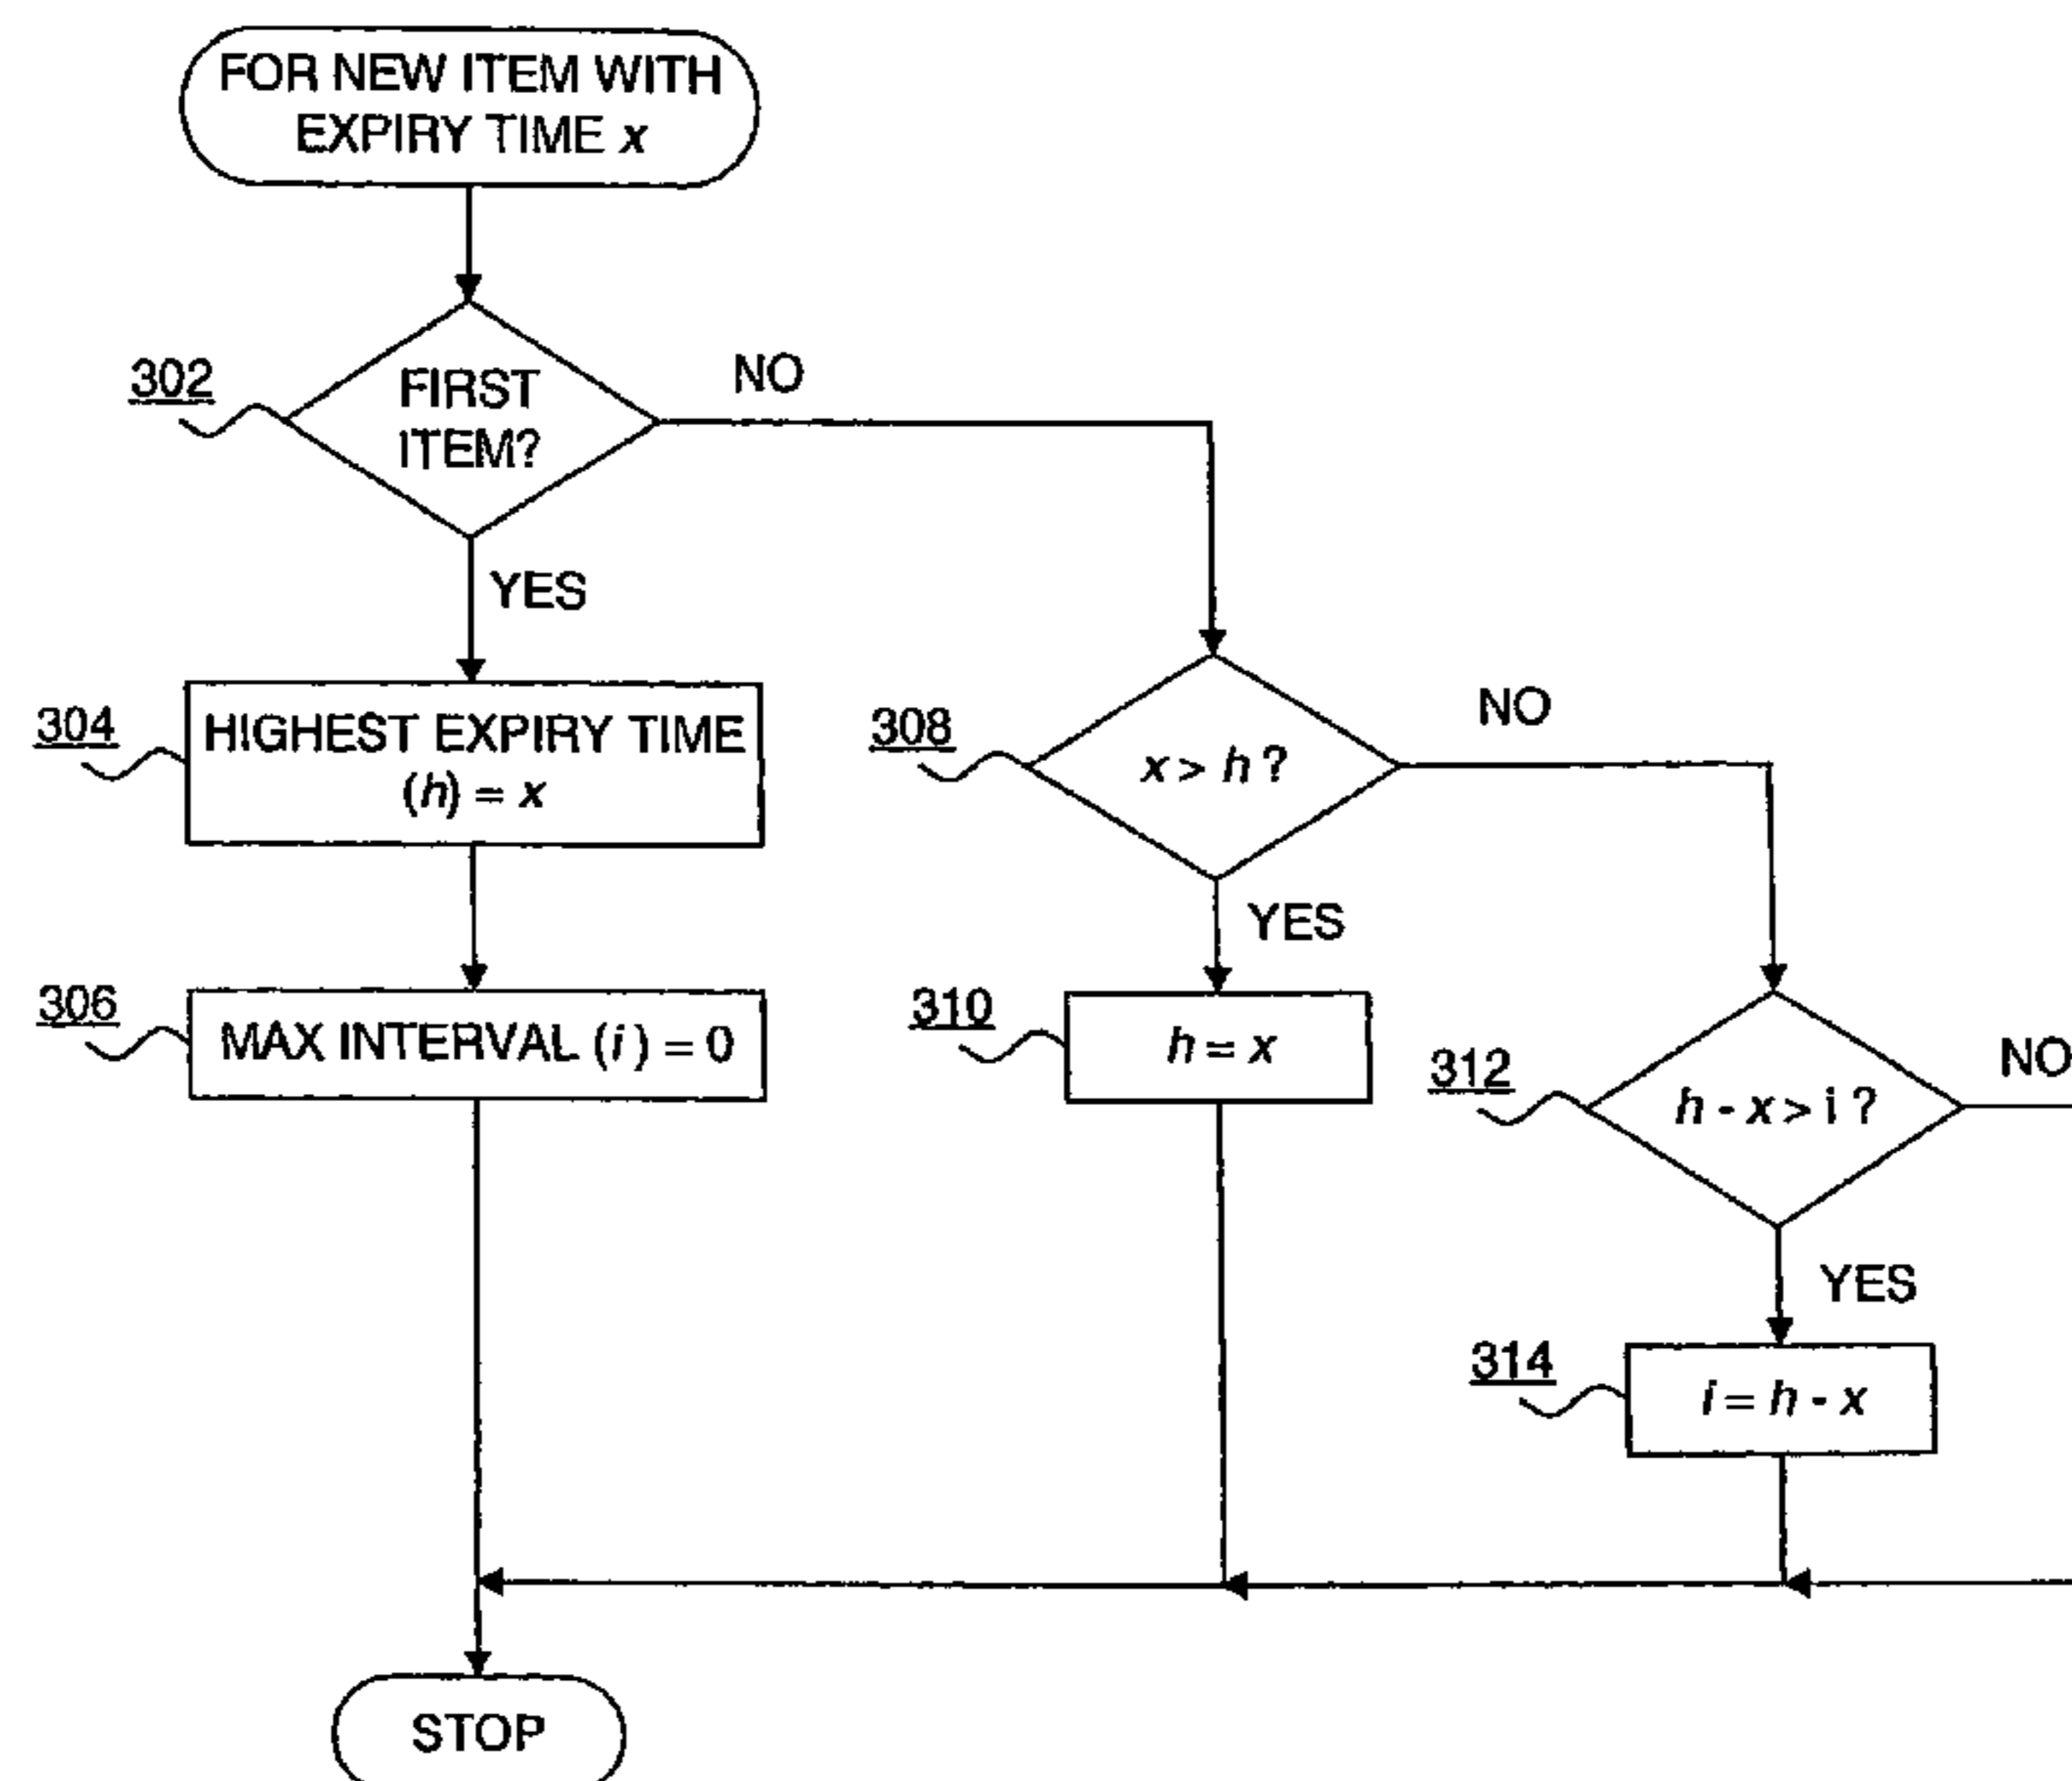 FOR NEW ITEM WITH
EXPIRY TIME x
302
FIRST
ITEM?
NO
YES
304
HIGHEST EXPIRY TIME
(h) = x
308
x > h ?
NO
YES
306
MAX INTERVAL (i) = 0
310
h = x
312
h - x > i ?
NO
YES
314
i = h - x
STOP